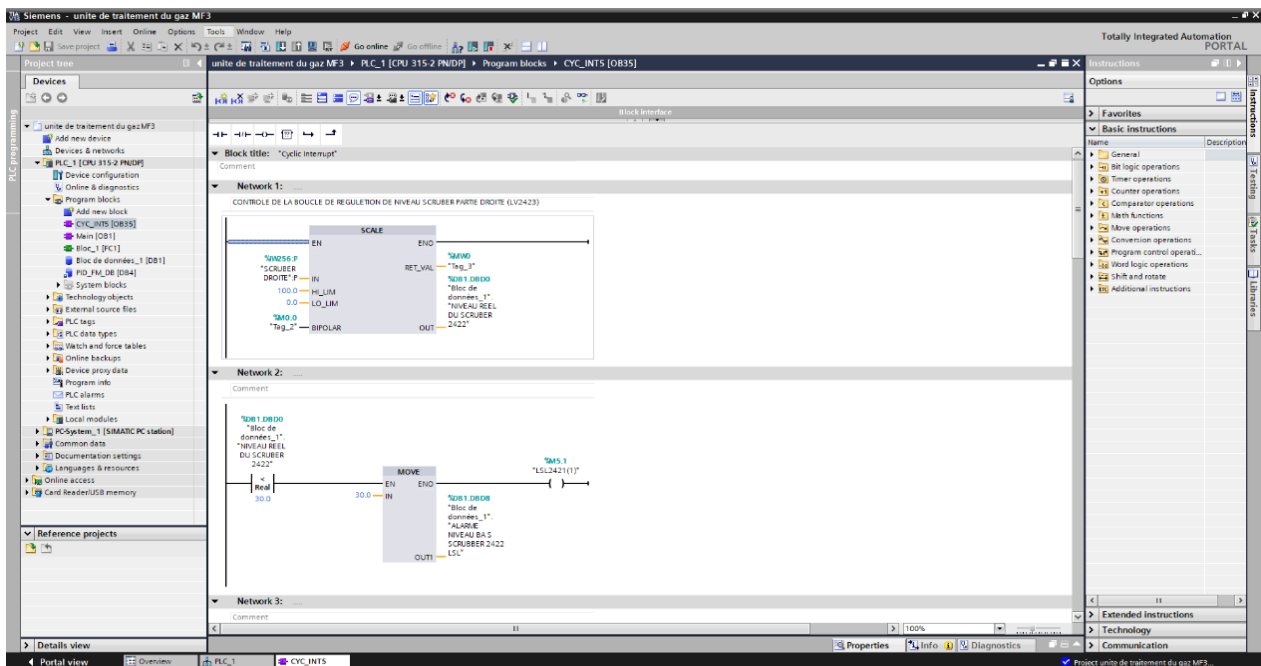 Siemens - unite de traitement du gaz MF3
Project Edit View Insert Online Options Tools Window Help
Totally Integrated Automation
PORTAL
Save project Go online Go offline
Project tree
unite de traitement du gaz MF3 PLC_1 [CPU 315-2 PN/DP] Program blocks CYC_INT5 [OB35]
Instructions
Devices
Options
PLC programming
Block interface
unite de traitement du gaz MF3
Add new device
Devices & networks
PLC_1 [CPU 315-2 PN/DP]
Device configuration
Online & diagnostics
Program blocks
Add new block
CYC_INT5 [OB35]
Main [OB1]
Bloc_1 [FC1]
Bloc de données_1 [DB1]
PID_FM_DB [DB4]
System blocks
Technology objects
External source files
PLC tags
PLC data types
Watch and force tables
Online backups
Device proxy data
Program info
PLC alarms
Text lists
Local modules
PC-System_1 [SIMATIC PC station]
Common data
Documentation settings
Languages & resources
Online access
Card Reader/USB memory
Reference projects
Details view
Block title: "Cyclic Interrupt"
Comment
Network 1:
CONTROLE DE LA BOUCLE DE REGULETION DE NIVEAU SCRUBER PARTIE DROITE (LV2423)
SCALE
EN ENO
%IW256:P
"SCRUBER
DROITE":P
IN
100.0 HI_LIM
0.0 LO_LIM
%M0.0
"Tag_2" BIPOLAR
%MW0
RET_VAL "Tag_3"
%DB1.DBD0
"Bloc de
données_1".
"NIVEAU REEL
DU SCRUBER
OUT 2422"
Network 2:
Comment
%DB1.DBD0
"Bloc de
données_1".
"NIVEAU REEL
DU SCRUBER
2422"
<
Real
30.0
MOVE
EN ENO
30.0 IN
%DB1.DBD8
"Bloc de
données_1".
"ALARME
NIVEAU BAS
SCRUBBER 2422
OUT1 LSL"
%M5.1
"LSL2421(1)"
Network 3:
Comment
100%
Properties Info Diagnostics
Favorites
Basic instructions
Name Description
General
Bit logic operations
Timer operations
Counter operations
Comparator operations
Math functions
Move operations
Conversion operations
Program control operati...
Word logic operations
Shift and rotate
Additional instructions
Extended instructions
Technology
Communication
Instructions
Testing
Tasks
Libraries
Portal view Overview PLC_1 CYC_INT5
Project unite de traitement du gaz MF3...